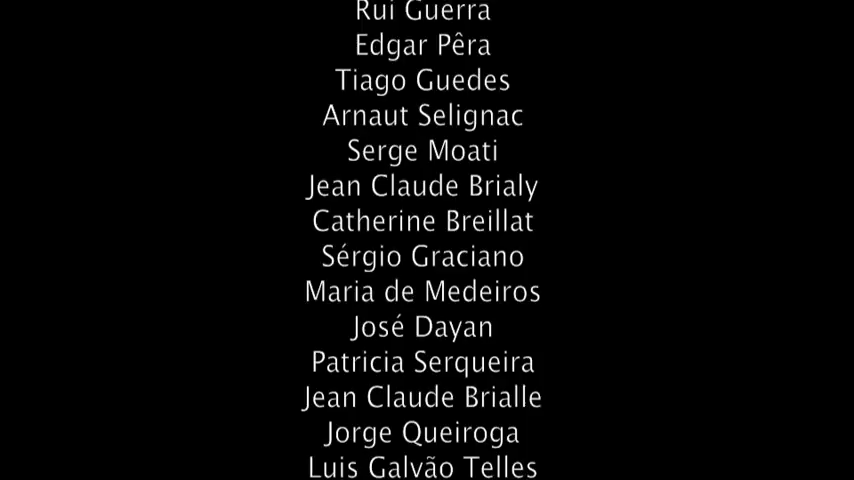 Rui Guerra
Edgar Pêra
Tiago Guedes
Arnaut Selignac
Serge Moati
Jean Claude Brialy
Catherine Breillat
Sérgio Graciano
Maria de Medeiros
José Dayan
Patricia Serqueira
Jean Claude Brialle
Jorge Queiroga
Luis Galvão Telles